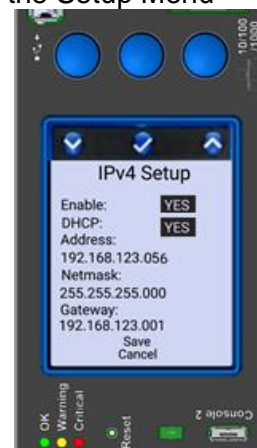 the Setup Menu
10/100
/1000
IPv4 Setup
Enable: YES
DHCP: YES
Address:
192.168.123.056
Netmask:
255.255.255.000
Gateway:
192.168.123.001
Save
Cancel
OK
Warning
Critical
Reset
Console 2